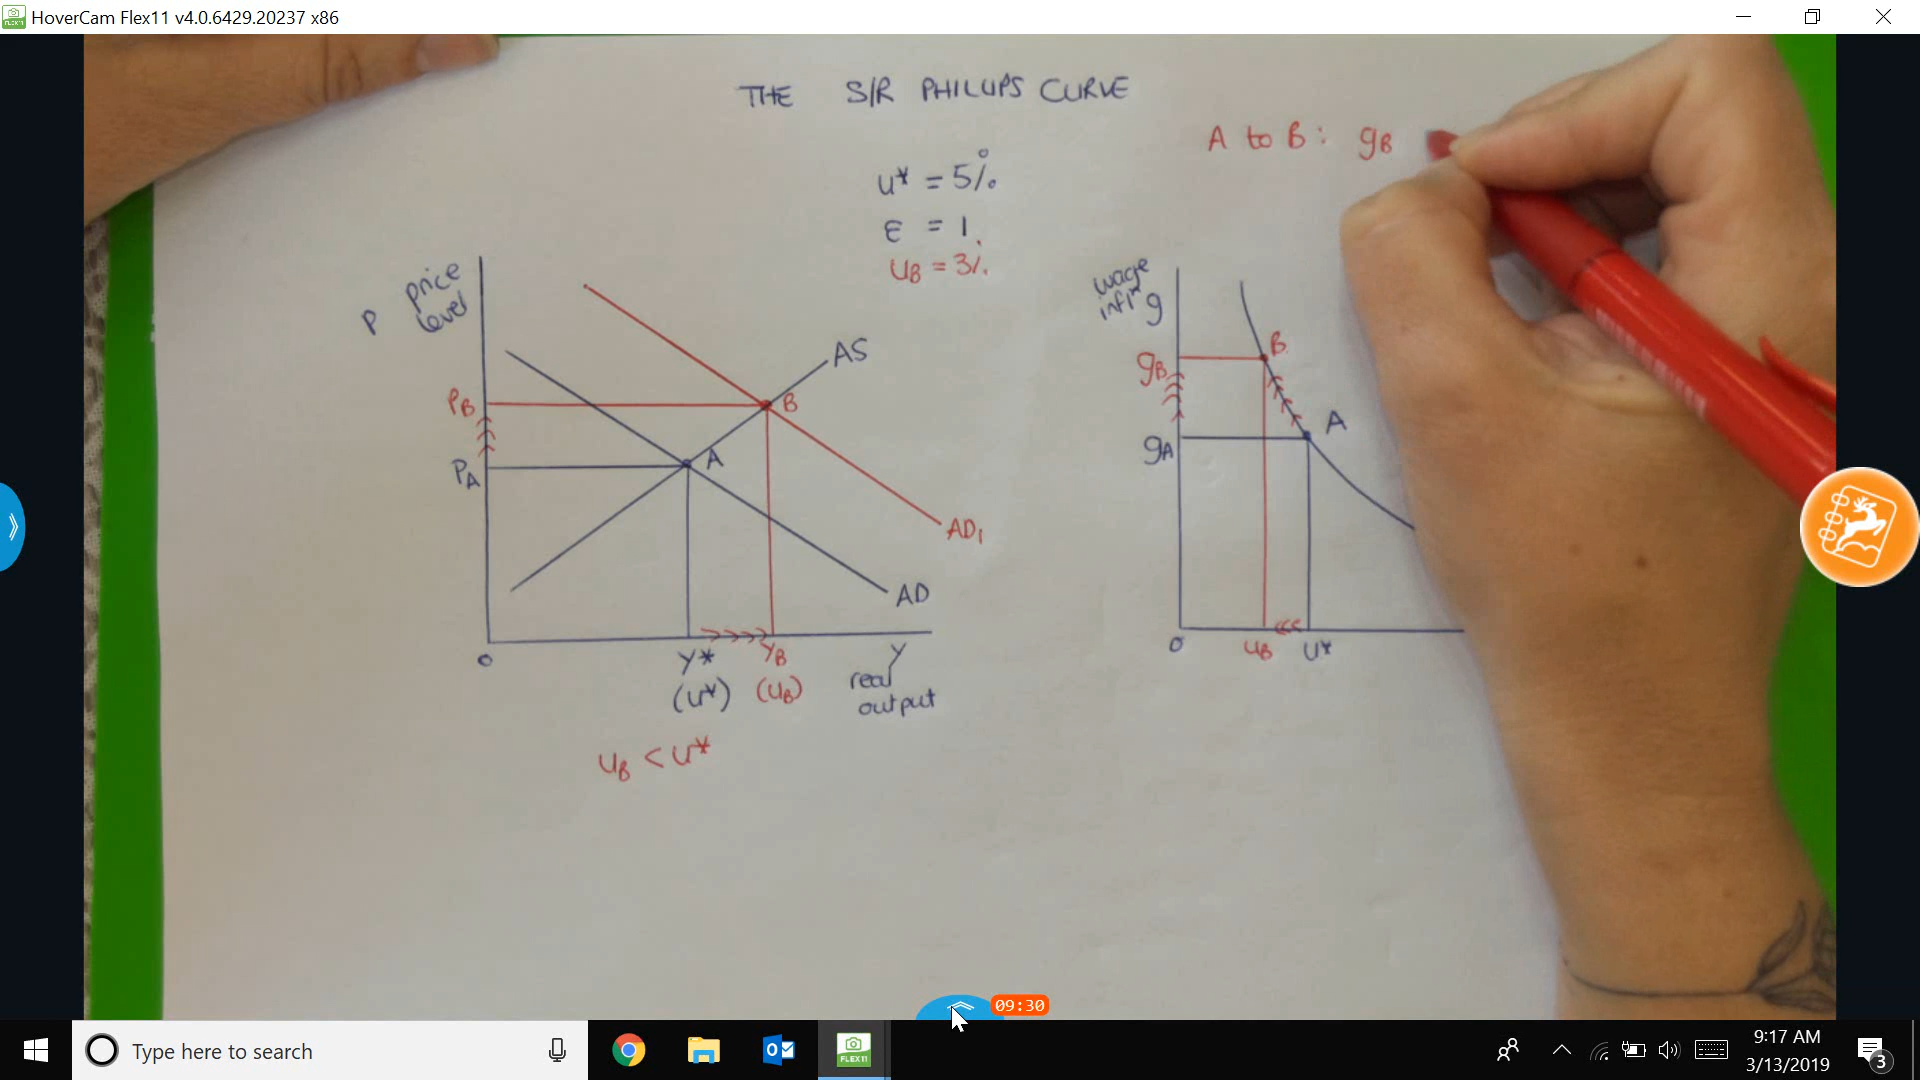 HoverCam Flex11 v4.0.6429.20237 x86
THE S/R PHILLIPS CURVE
A to B: gB
u* = 5%
ε = 1
uB = 3%
P price
level
PB
PA
AS
B
A
AD1
AD
0
Y*
(u*)
YB
(uB)
Y
real
output
uB < u*
wage
infl^n g
gB
gA
B
A
0
uB
u*
09:30
FLEX11
Type here to search
9:17 AM
3/13/2019
3